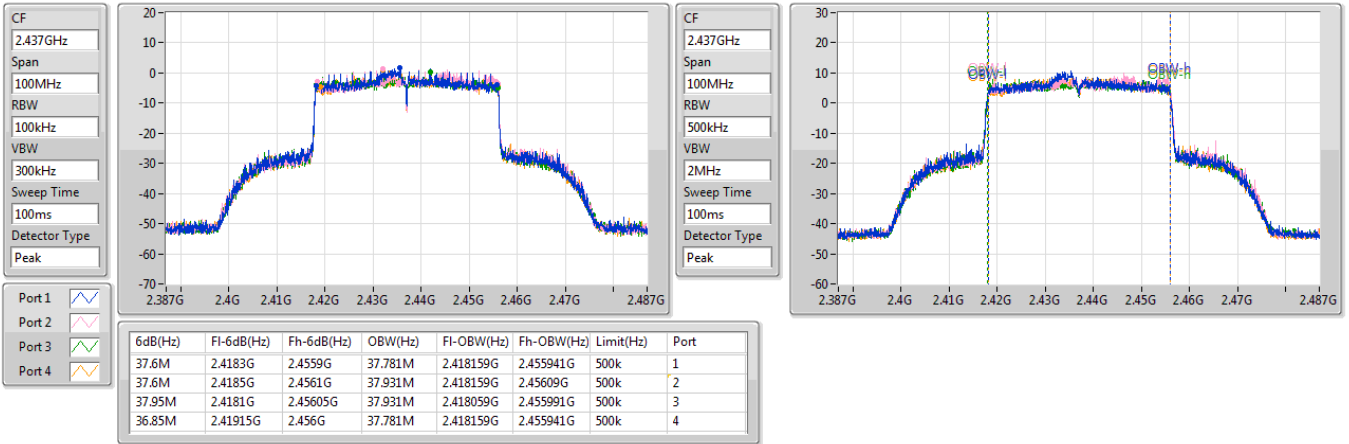 CF
2.437GHz
Span
100MHz
RBW
100kHz
VBW
300kHz
Sweep Time
100ms
Detector Type
Peak
20
10
0
-10
-20
-30
-40
-50
-60
-70
2.387G 2.4G 2.41G 2.42G 2.43G 2.44G 2.45G 2.46G 2.47G 2.487G
CF
2.437GHz
Span
100MHz
RBW
500kHz
VBW
2MHz
Sweep Time
100ms
Detector Type
Peak
30
20
10
0
-10
-20
-30
-40
-50
-60
OBW-l OBW-h
2.387G 2.4G 2.41G 2.42G 2.43G 2.44G 2.45G 2.46G 2.47G 2.487G
Port 1
Port 2
Port 3
Port 4
6dB(Hz) Fl-6dB(Hz) Fh-6dB(Hz) OBW(Hz) Fl-OBW(Hz) Fh-OBW(Hz) Limit(Hz) Port
37.6M 2.4183G 2.4559G 37.781M 2.418159G 2.455941G 500k 1
37.6M 2.4185G 2.4561G 37.931M 2.418159G 2.45609G 500k 2
37.95M 2.4181G 2.45605G 37.931M 2.418059G 2.455991G 500k 3
36.85M 2.41915G 2.456G 37.781M 2.418159G 2.455941G 500k 4